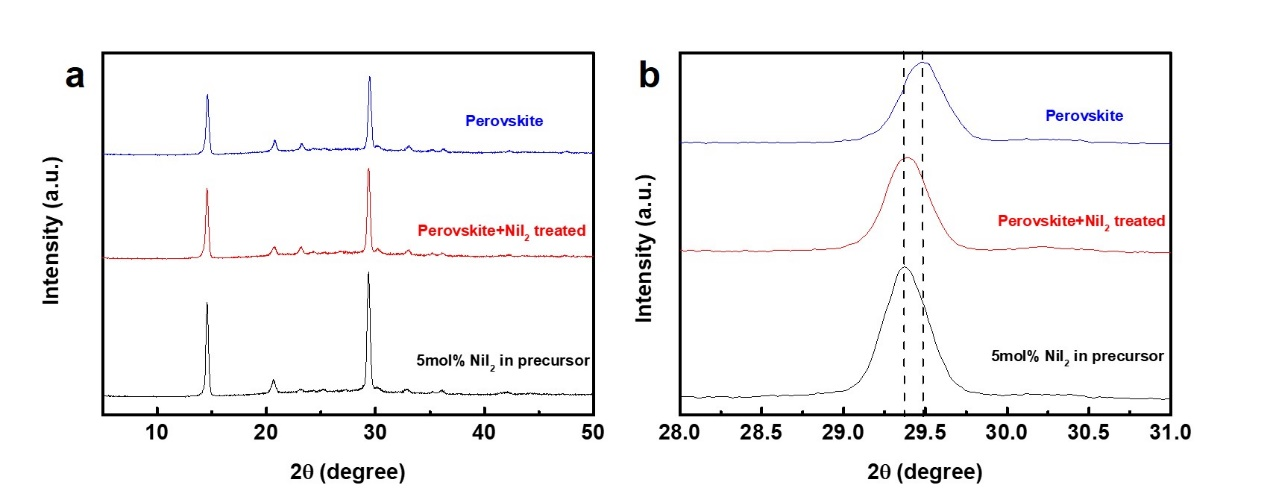 a
Perovskite
Perovskite+NiI₂ treated
5mol% NiI₂ in precursor
Intensity (a.u.)
10 20 30 40 50
2θ (degree)
b
Perovskite
Perovskite+NiI₂ treated
5mol% NiI₂ in precursor
Intensity (a.u.)
28.0 28.5 29.0 29.5 30.0 30.5 31.0
2θ (degree)